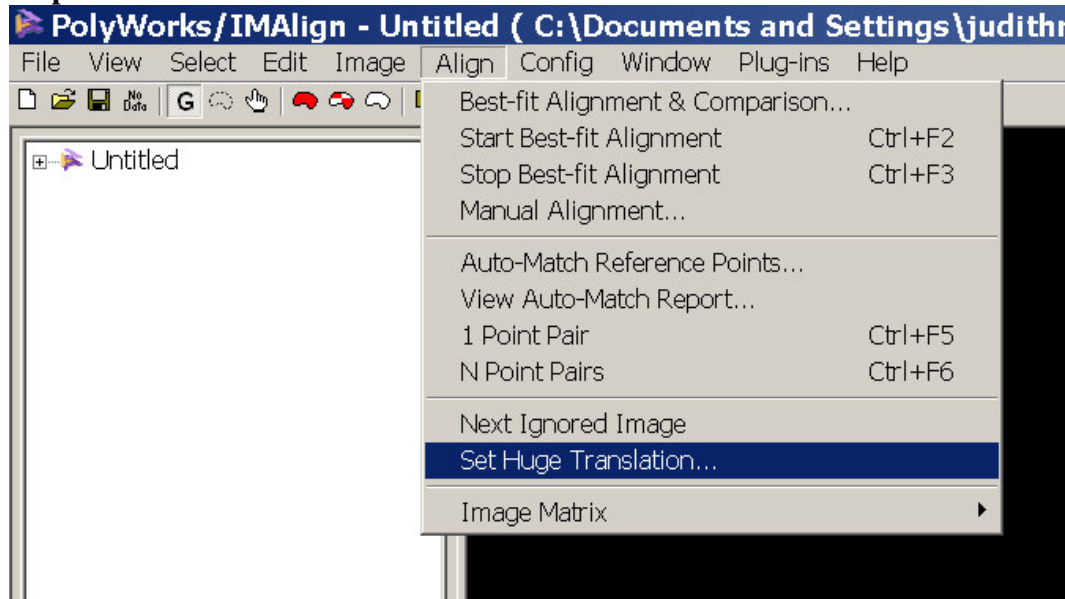 PolyWorks/IMAlign - Untitled ( C:\Documents and Settings\judithr
File View Select Edit Image Align Config Window Plug-ins Help
No Data G
Untitled
Best-fit Alignment & Comparison...
Start Best-fit Alignment Ctrl+F2
Stop Best-fit Alignment Ctrl+F3
Manual Alignment...
Auto-Match Reference Points...
View Auto-Match Report...
1 Point Pair Ctrl+F5
N Point Pairs Ctrl+F6
Next Ignored Image
Set Huge Translation...
Image Matrix